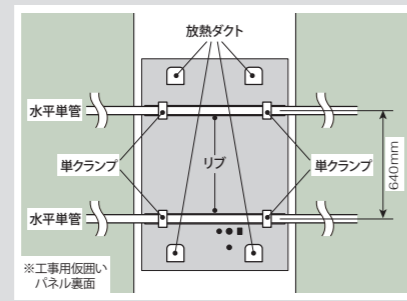 放熱ダクト
水平単管
単クランプ
リブ
単クランプ
640mm
水平単管
※工事用仮囲い
パネル裏面